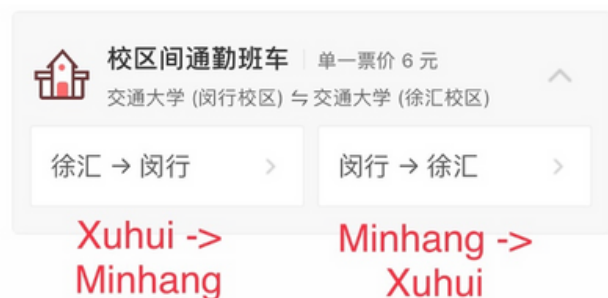 校区间通勤班车 单一票价 6 元
交通大学 (闵行校区) ⇋ 交通大学 (徐汇校区)
徐汇 → 闵行
闵行 → 徐汇
Xuhui ->
Minhang
Minhang ->
Xuhui